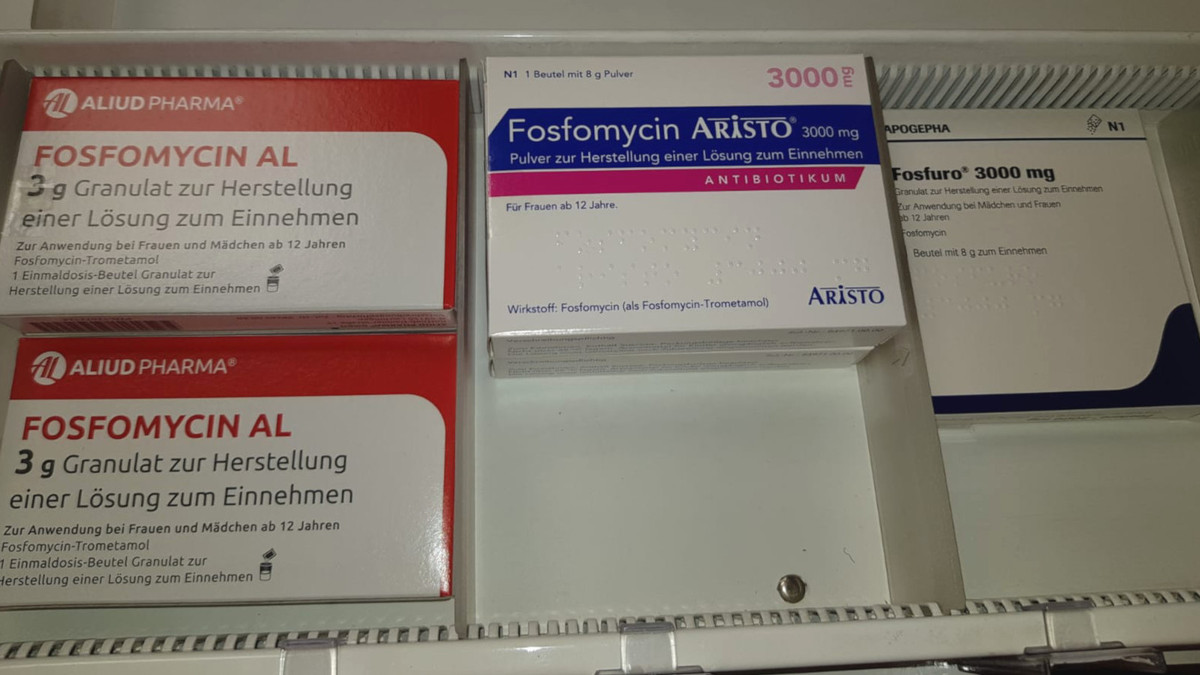 AL ALIUD PHARMA®
FOSFOMYCIN AL
3 g Granulat zur Herstellung
einer Lösung zum Einnehmen
Zur Anwendung bei Frauen und Mädchen ab 12 Jahren
Fosfomycin-Trometamol
1 Einmaldosis-Beutel Granulat zur
Herstellung einer Lösung zum Einnehmen
AL ALIUD PHARMA®
FOSFOMYCIN AL
3 g Granulat zur Herstellung
einer Lösung zum Einnehmen
Zur Anwendung bei Frauen und Mädchen ab 12 Jahren
Fosfomycin-Trometamol
1 Einmaldosis-Beutel Granulat zur
Herstellung einer Lösung zum Einnehmen
N1 1 Beutel mit 8 g Pulver
3000 mg
Fosfomycin ARISTO® 3000 mg
Pulver zur Herstellung einer Lösung zum Einnehmen
ANTIBIOTIKUM
Für Frauen ab 12 Jahre.
Wirkstoff: Fosfomycin (als Fosfomycin-Trometamol)
ARISTO
APOGEPHA
N1
Fosfuro® 3000 mg
Granulat zur Herstellung einer Lösung zum Einnehmen
Zur Anwendung bei Mädchen und Frauen
ab 12 Jahren
Fosfomycin
Beutel mit 8 g zum Einnehmen